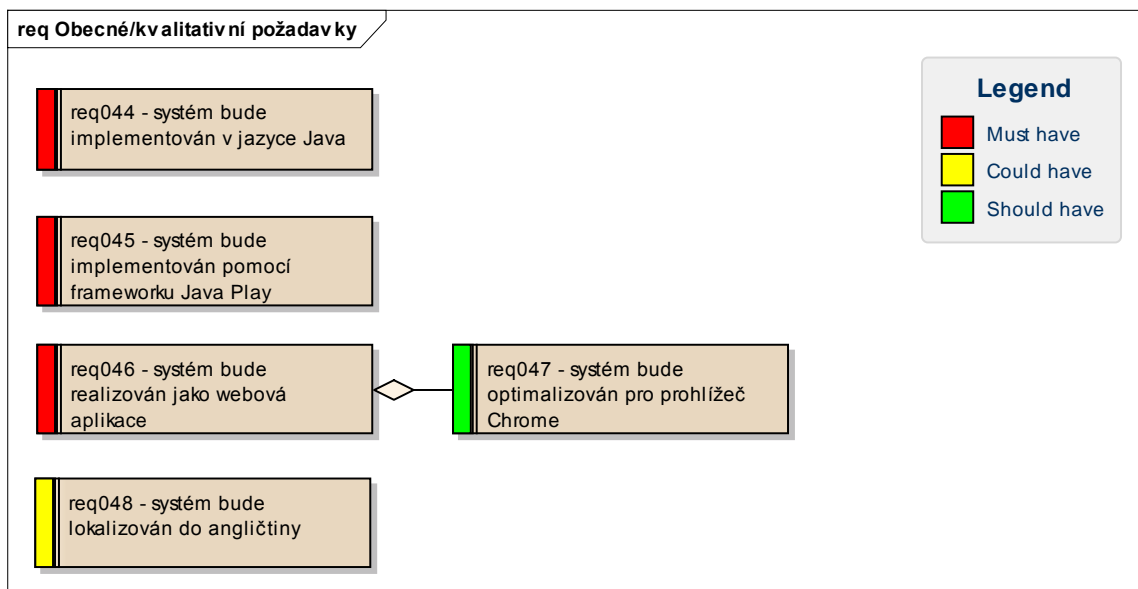 req Obecné/kvalitativní požadavky
req044 - systém bude
implementován v jazyce Java
req045 - systém bude
implementován pomocí
frameworku Java Play
req046 - systém bude
realizován jako webová
aplikace
req047 - systém bude
optimalizován pro prohlížeč
Chrome
req048 - systém bude
lokalizován do angličtiny
Legend
Must have
Could have
Should have